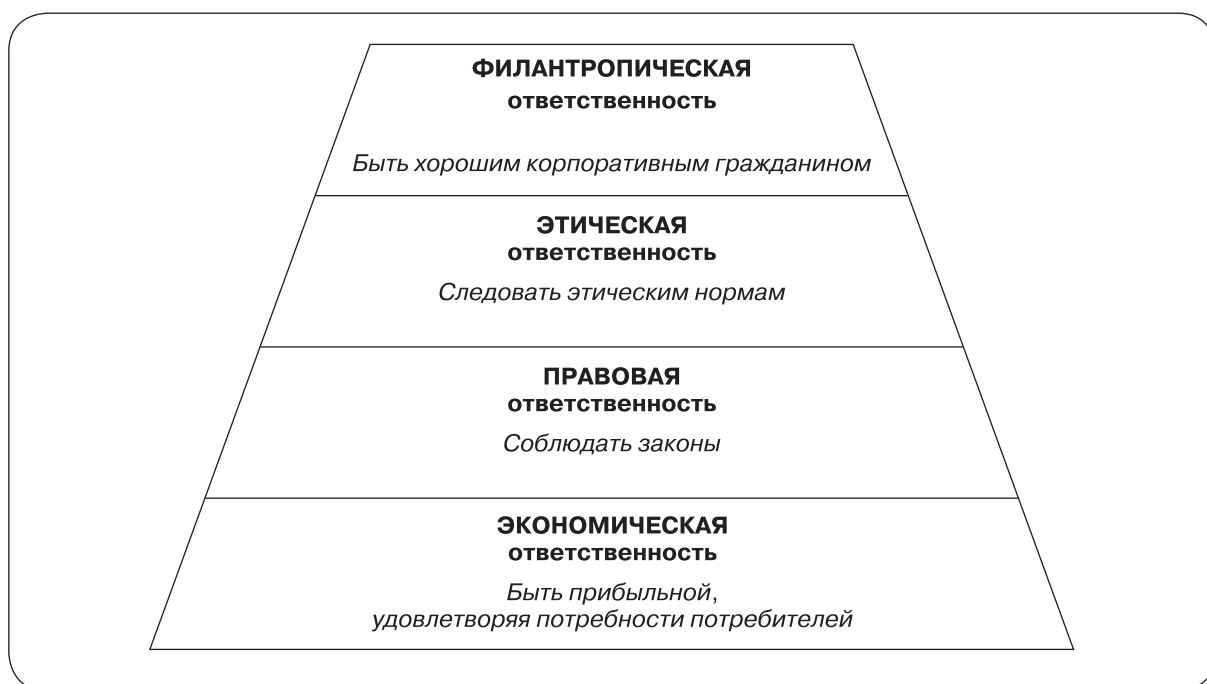 ФИЛАНТРОПИЧЕСКАЯ
ответственность
Быть хорошим корпоративным гражданином
ЭТИЧЕСКАЯ
ответственность
Следовать этическим нормам
ПРАВОВАЯ
ответственность
Соблюдать законы
ЭКОНОМИЧЕСКАЯ
ответственность
Быть прибыльной,
удовлетворяя потребности потребителей